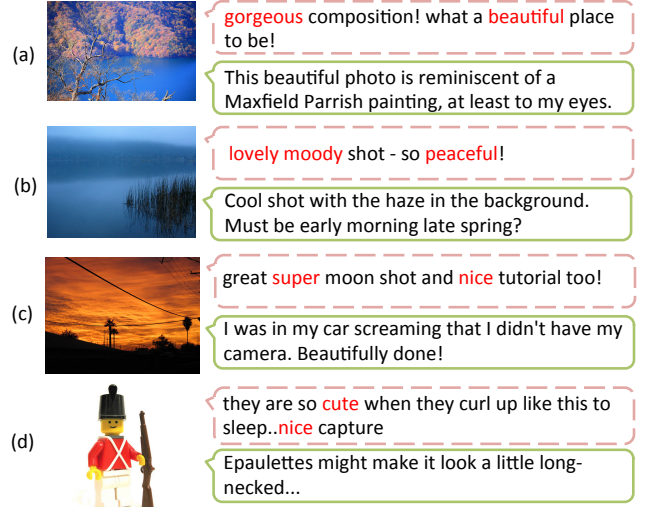 (a)
gorgeous composition! what a beautiful place
to be!
This beautiful photo is reminiscent of a
Maxfield Parrish painting, at least to my eyes.
(b)
lovely moody shot - so peaceful!
Cool shot with the haze in the background.
Must be early morning late spring?
(c)
great super moon shot and nice tutorial too!
I was in my car screaming that I didn't have my
camera. Beautifully done!
(d)
they are so cute when they curl up like this to
sleep..nice capture
Epaulettes might make it look a little long-
necked...